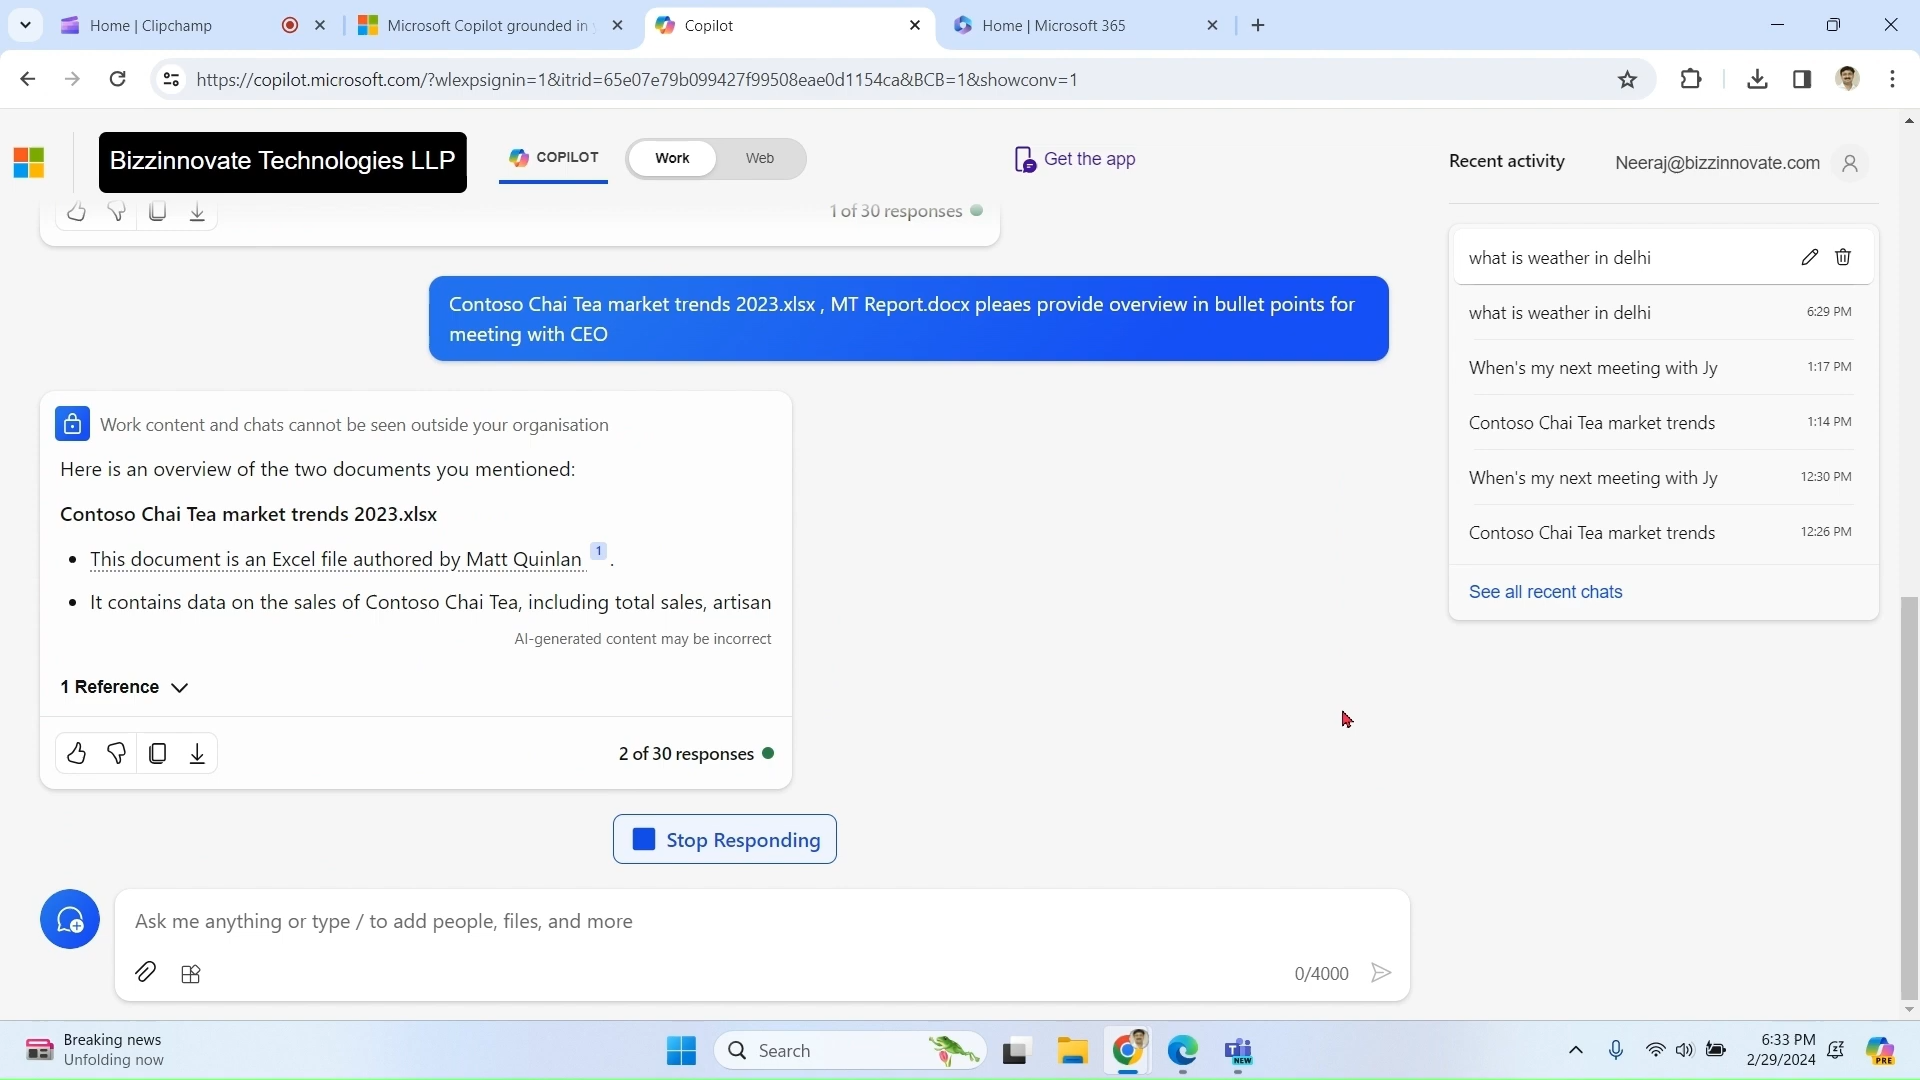 Home | Clipchamp
Microsoft Copilot grounded in
Copilot
Home | Microsoft 365
https://copilot.microsoft.com/?wlexpsignin=1&itrid=65e07e79b099427f99508eae0d1154ca&BCB=1&showconv=1
Bizzinnovate Technologies LLP
COPILOT
Work
Web
Get the app
Recent activity
Neeraj@bizzinnovate.com
1 of 30 responses
Contoso Chai Tea market trends 2023.xlsx , MT Report.docx pleaes provide overview in bullet points for
meeting with CEO
Work content and chats cannot be seen outside your organisation
Here is an overview of the two documents you mentioned:
Contoso Chai Tea market trends 2023.xlsx
• This document is an Excel file authored by Matt Quinlan 1 .
• It contains data on the sales of Contoso Chai Tea, including total sales, artisan
AI-generated content may be incorrect
1 Reference
2 of 30 responses
Stop Responding
Ask me anything or type / to add people, files, and more
0/4000
what is weather in delhi
what is weather in delhi 6:29 PM
When's my next meeting with Jy 1:17 PM
Contoso Chai Tea market trends 1:14 PM
When's my next meeting with Jy 12:30 PM
Contoso Chai Tea market trends 12:26 PM
See all recent chats
Breaking news
Unfolding now
Search
NEW
6:33 PM
2/29/2024
PRE